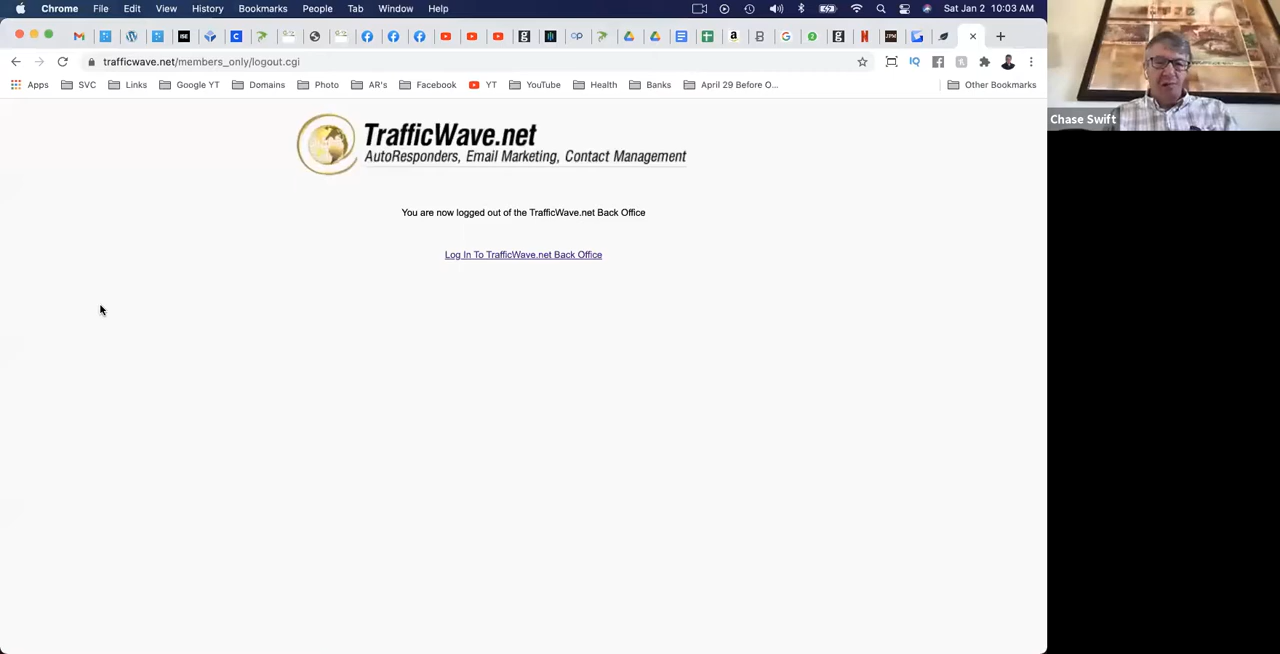 Chrome File Edit View History Bookmarks People Tab Window Help Sat Jan 2 10:03 AM
trafficwave.net/members_only/logout.cgi
Apps SVC Links Google YT Domains Photo AR's Facebook YT YouTube Health Banks April 29 Before O... Other Bookmarks
Chase Swift
TrafficWave.net
AutoResponders, Email Marketing, Contact Management
You are now logged out of the TrafficWave.net Back Office
Log In To TrafficWave.net Back Office